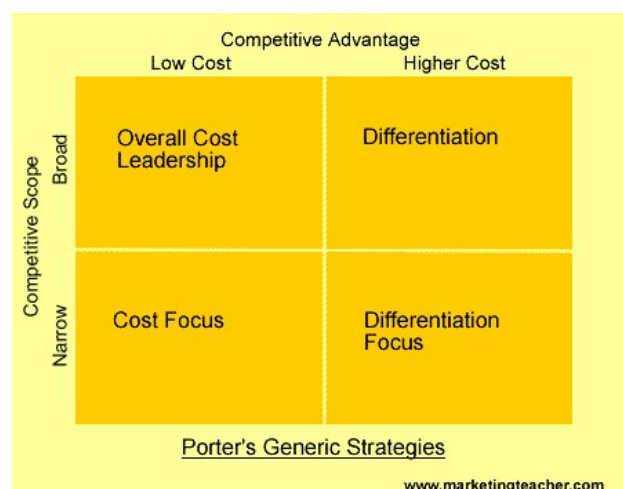 Competitive Advantage
Low Cost Higher Cost
Competitive Scope
Broad
Overall Cost
Leadership
Differentiation
Narrow
Cost Focus
Differentiation
Focus
Porter's Generic Strategies
www.marketingteacher.com